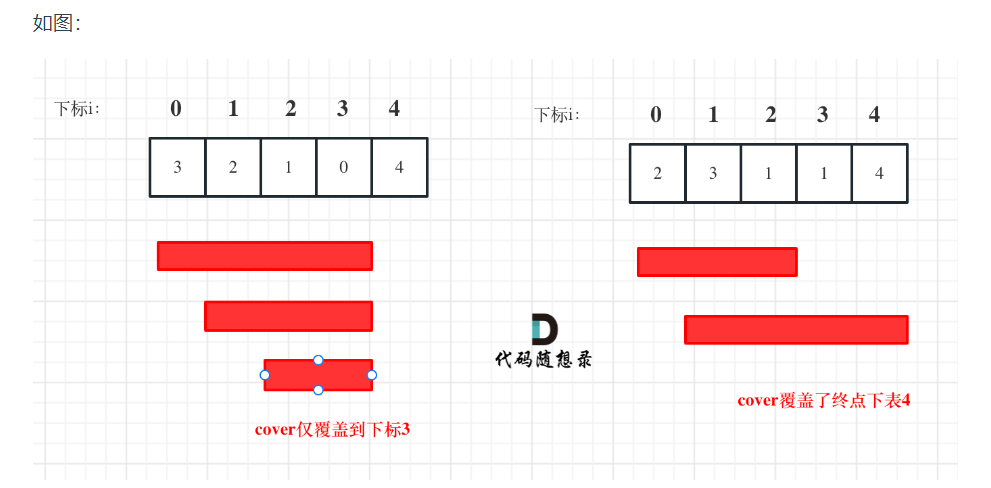 如图：
下标i： 0 1 2 3 4
3 2 1 0 4
cover仅覆盖到下标3
下标i： 0 1 2 3 4
2 3 1 1 4
代码随想录
cover覆盖了终点下表4